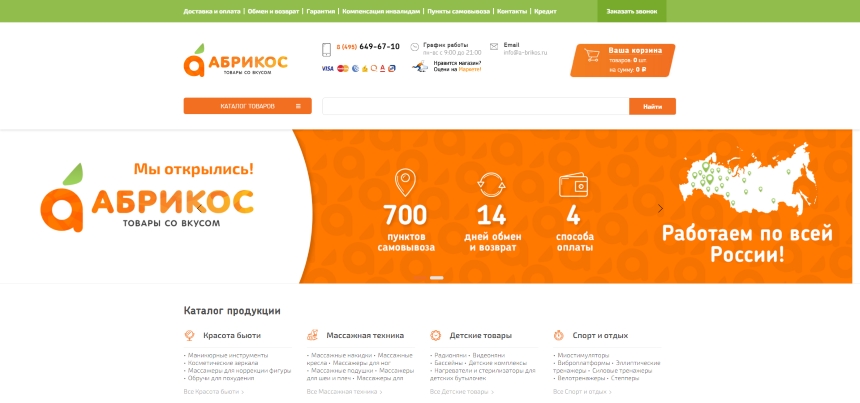 Доставка и оплата | Обмен и возврат | Гарантия | Компенсация инвалидам | Пункты самовывоза | Контакты | Кредит
Заказать звонок
АБРИКОС
ТОВАРЫ СО ВКУСОМ
8 (495) 649-67-10
VISA
График работы
пн-вс с 9:00 до 21:00
Нравится магазин?
Оцени на Маркете!
Email
info@a-brikos.ru
Ваша корзина
товаров: 0 шт.
на сумму: 0 ₽
КАТАЛОГ ТОВАРОВ
Найти
Мы открылись!
АБРИКОС
ТОВАРЫ СО ВКУСОМ
700
пунктов
самовывоза
14
дней обмен
и возврат
4
способа
оплаты
Работаем по всей
России!
Каталог продукции
Красота бьюти
• Маникюрные инструменты
• Косметические зеркала
• Массажеры для коррекции фигуры
• Обручи для похудения
Все Красота бьюти >
Массажная техника
• Массажные накидки • Массажные
кресла • Массажеры для ног
• Массажные подушки • Массажеры
для шеи и плеч • Массажеры для
Все Массажная техника >
Детские товары
• Радионяни • Видеоняни
• Бассейны • Детские комплексы
• Нагреватели и стерилизаторы для
детских бутылочек
Все Детские товары >
Спорт и отдых
• Миостимуляторы
• Виброплатформы • Эллиптические
тренажеры • Силовые тренажеры
• Велотренажеры • Степперы
Все Спорт и отдых >